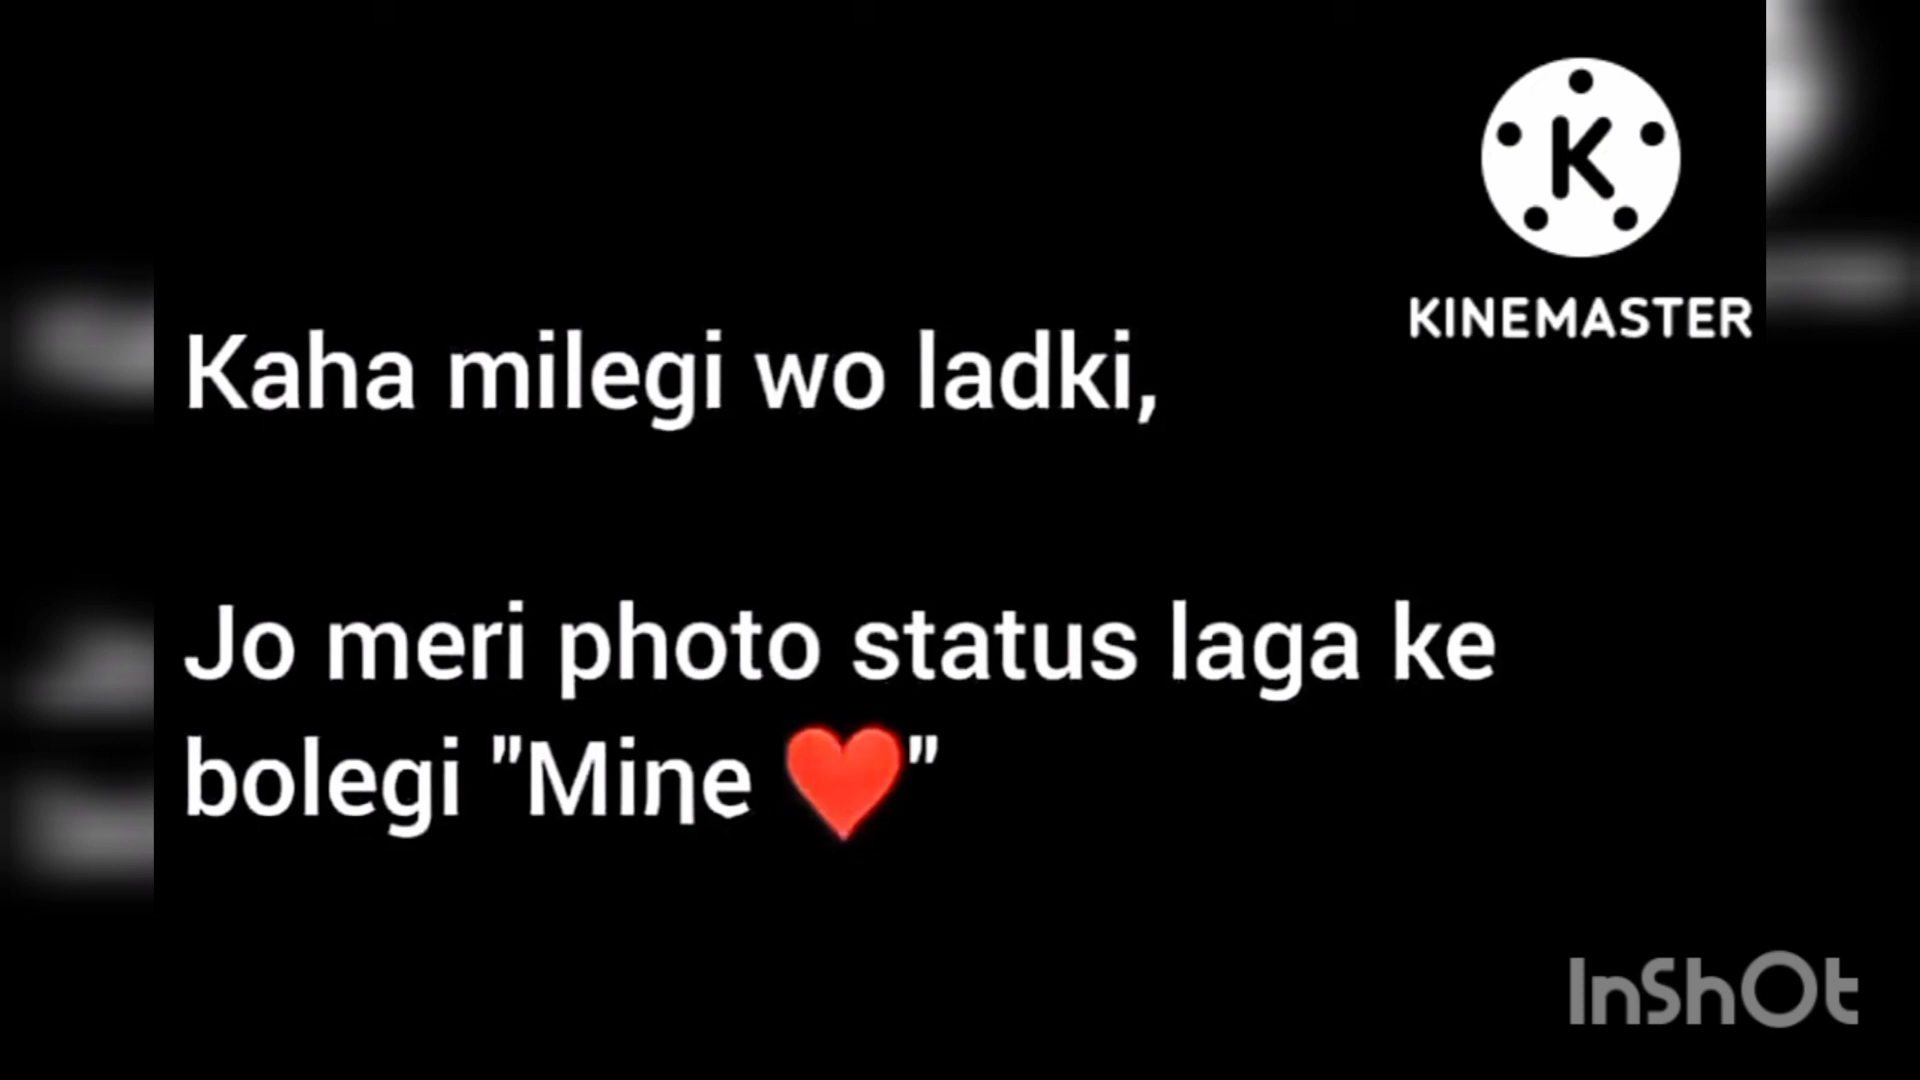 K
KINEMASTER
Kaha milegi wo ladki,
Jo meri photo status laga ke
bolegi "Mine ❤️"
InShOt